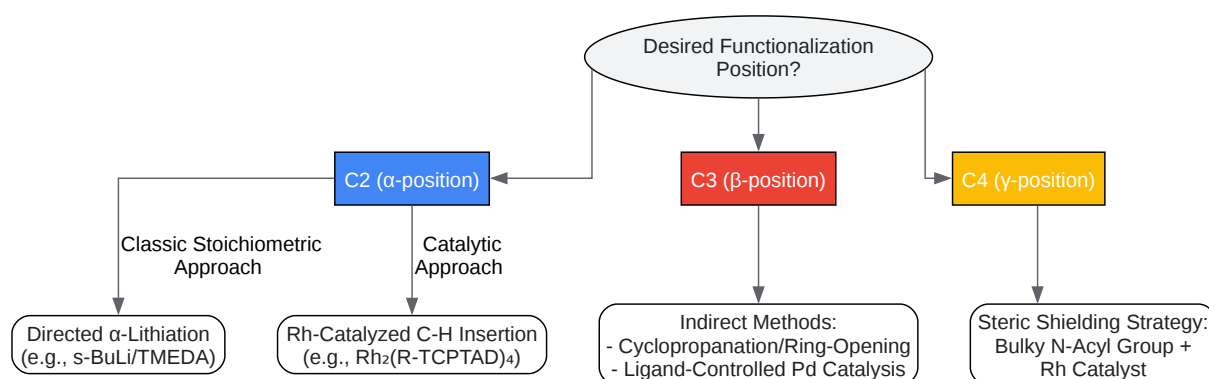 Desired Functionalization
Position?
C2 (α-position)
C3 (β-position)
C4 (γ-position)
Classic Stoichiometric
Approach
Catalytic
Approach
Directed α-Lithiation
(e.g., s-BuLi/TMEDA)
Rh-Catalyzed C-H Insertion
(e.g., Rh₂(R-TCPTAD)₄)
Indirect Methods:
- Cyclopropanation/Ring-Opening
- Ligand-Controlled Pd Catalysis
Steric Shielding Strategy:
Bulky N-Acyl Group +
Rh Catalyst